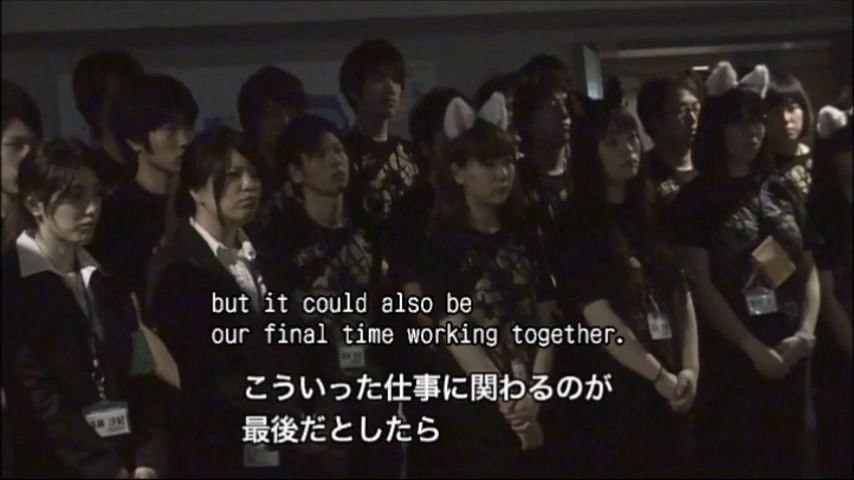 but it could also be
our final time working together.
こういった仕事に関わるのが
最後だとしたら